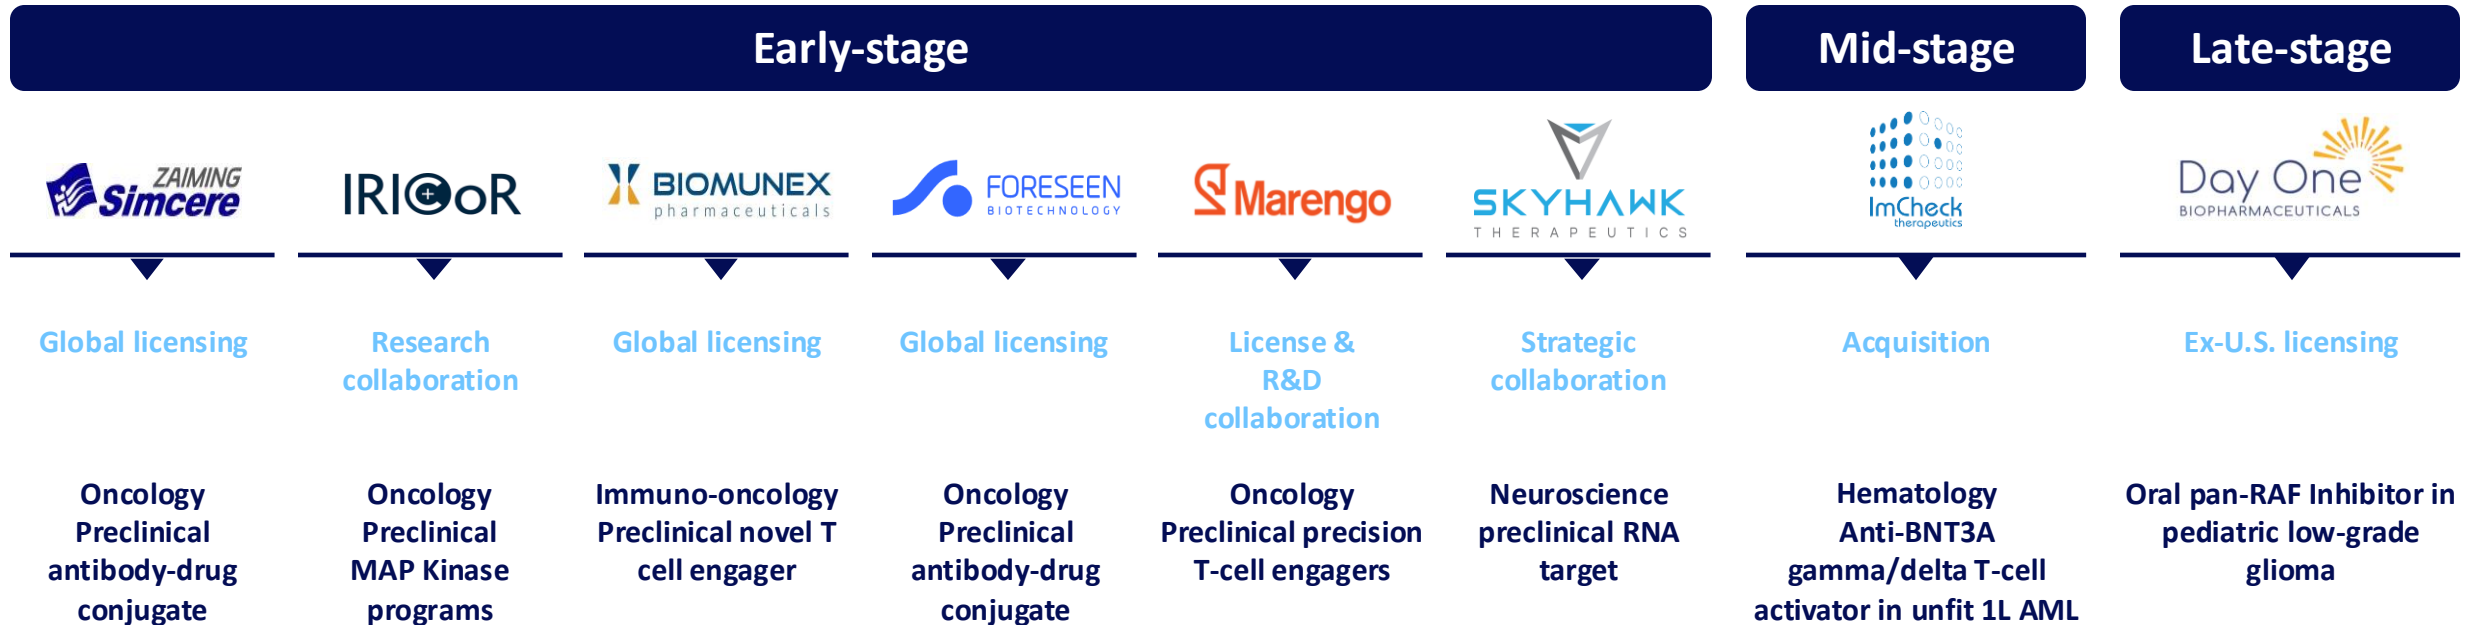 Early-stage
Mid-stage
Late-stage
ZAIMING
Simcere
IRICoR
BIOMUNEX
pharmaceuticals
FORESEEN
BIOTECHNOLOGY
Marengo
SKYHAWK
THERAPEUTICS
ImCheck
therapeutics
Day One
BIOPHARMACEUTICALS
Global licensing
Research
collaboration
Global licensing
Global licensing
License &
R&D
collaboration
Strategic
collaboration
Acquisition
Ex-U.S. licensing
Oncology
Preclinical
antibody-drug
conjugate
Oncology
Preclinical
MAP Kinase
programs
Immuno-oncology
Preclinical novel T
cell engager
Oncology
Preclinical
antibody-drug
conjugate
Oncology
Preclinical precision
T-cell engagers
Neuroscience
preclinical RNA
target
Hematology
Anti-BNT3A
gamma/delta T-cell
activator in unfit 1L AML
Oral pan-RAF Inhibitor in
pediatric low-grade
glioma